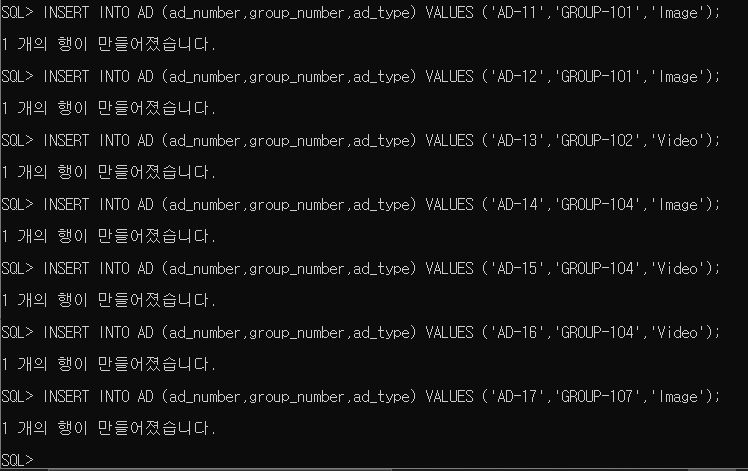 SQL> INSERT INTO AD (ad_number,group_number,ad_type) VALUES ('AD-11','GROUP-101','Image');
1 개의 행이 만들어졌습니다.
SQL> INSERT INTO AD (ad_number,group_number,ad_type) VALUES ('AD-12','GROUP-101','Image');
1 개의 행이 만들어졌습니다.
SQL> INSERT INTO AD (ad_number,group_number,ad_type) VALUES ('AD-13','GROUP-102','Video');
1 개의 행이 만들어졌습니다.
SQL> INSERT INTO AD (ad_number,group_number,ad_type) VALUES ('AD-14','GROUP-104','Image');
1 개의 행이 만들어졌습니다.
SQL> INSERT INTO AD (ad_number,group_number,ad_type) VALUES ('AD-15','GROUP-104','Video');
1 개의 행이 만들어졌습니다.
SQL> INSERT INTO AD (ad_number,group_number,ad_type) VALUES ('AD-16','GROUP-104','Video');
1 개의 행이 만들어졌습니다.
SQL> INSERT INTO AD (ad_number,group_number,ad_type) VALUES ('AD-17','GROUP-107','Image');
1 개의 행이 만들어졌습니다.
SQL>